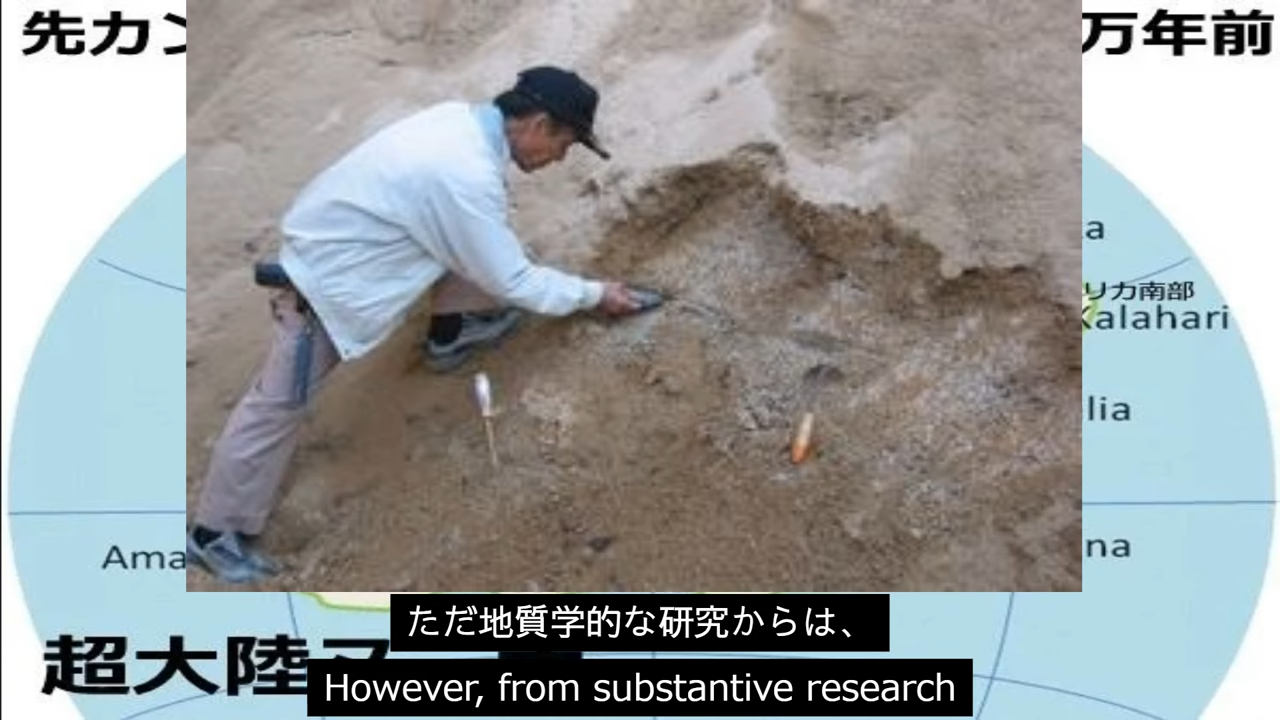 先カン
万年前
a
リカ南部
Kalahari
lia
Ama
na
超大陸
ただ地質学的な研究からは、
However, from substantive research